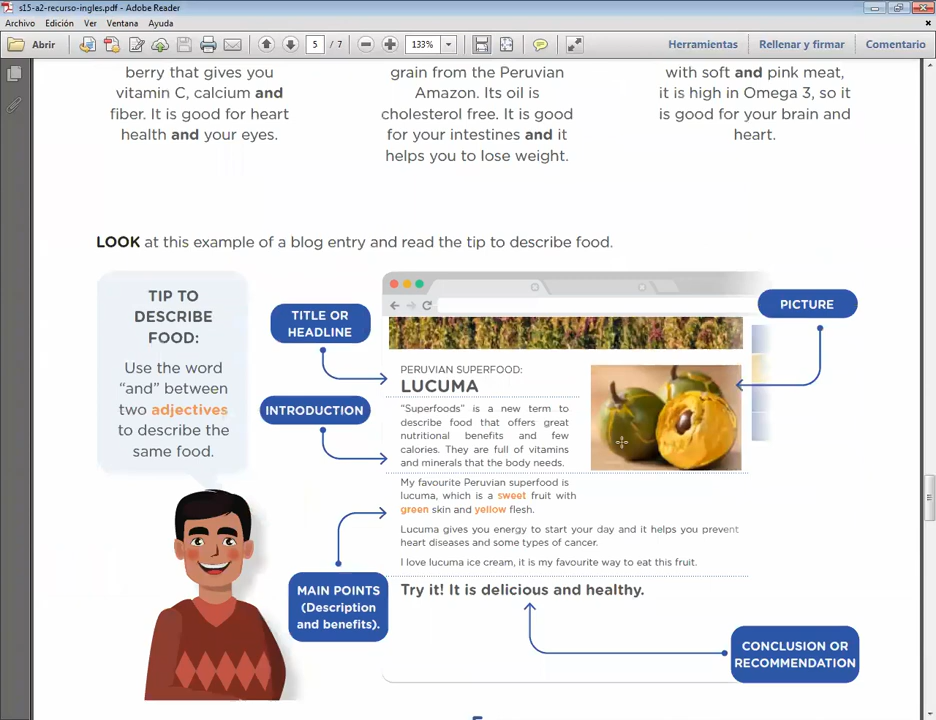 s15-a2-recurso-ingles.pdf - Adobe Reader
Archivo Edición Ver Ventana Ayuda
Abrir
5 / 7
133%
Herramientas
Rellenar y firmar
Comentario
berry that gives you
vitamin C, calcium and
fiber. It is good for heart
health and your eyes.
grain from the Peruvian
Amazon. Its oil is
cholesterol free. It is good
for your intestines and it
helps you to lose weight.
with soft and pink meat,
it is high in Omega 3, so it
is good for your brain and
heart.
LOOK at this example of a blog entry and read the tip to describe food.
TIP TO
DESCRIBE
FOOD:
Use the word
“and” between
two adjectives
to describe the
same food.
TITLE OR
HEADLINE
INTRODUCTION
MAIN POINTS
(Description
and benefits).
PICTURE
PERUVIAN SUPERFOOD:
LUCUMA
“Superfoods” is a new term to
describe food that offers great
nutritional benefits and few
calories. They are full of vitamins
and minerals that the body needs.
My favourite Peruvian superfood is
lucuma, which is a sweet fruit with
green skin and yellow flesh.
Lucuma gives you energy to start your day and it helps you prevent
heart diseases and some types of cancer.
I love lucuma ice cream, it is my favourite way to eat this fruit.
Try it! It is delicious and healthy.
CONCLUSION OR
RECOMMENDATION